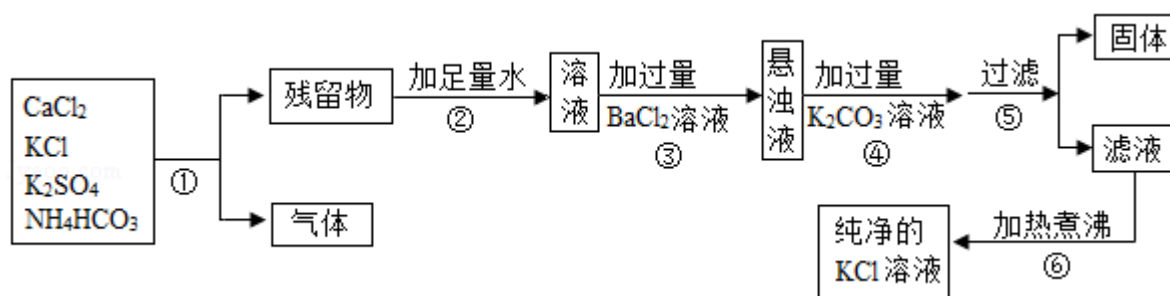 CaCl2
KCl
K2SO4
NH4HCO3
①
残留物
气体
加足量水
②
溶液
加过量
BaCl2溶液
③
悬浊液
加过量
K2CO3溶液
④
过滤
⑤
固体
滤液
加热煮沸
⑥
纯净的
KCl溶液